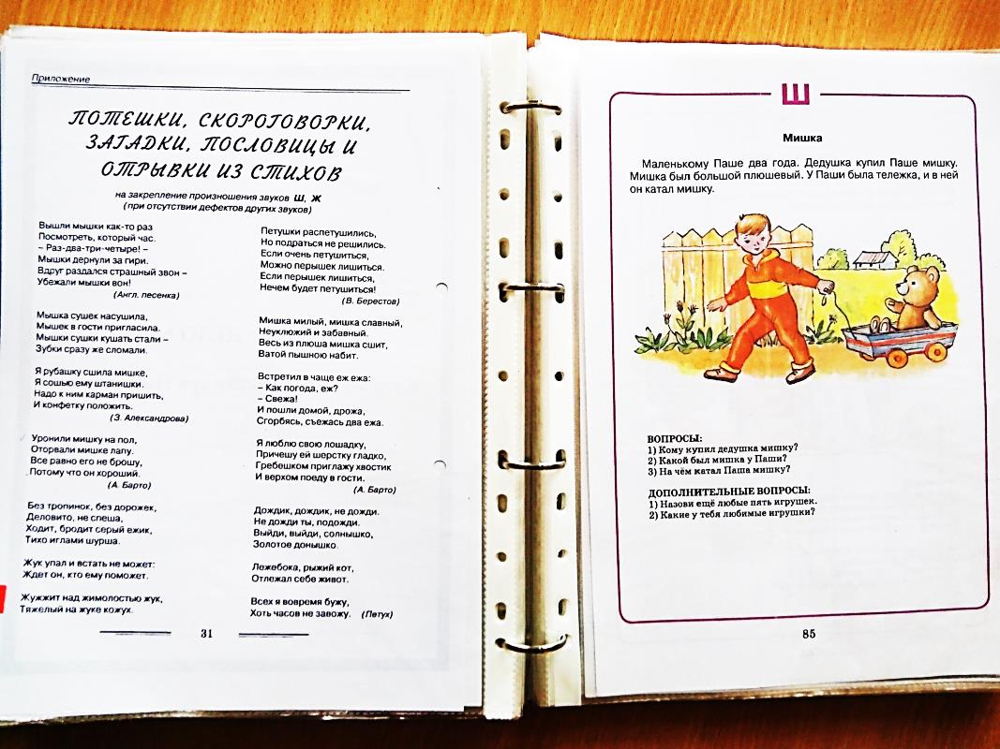 Приложение
ПОТЕШКИ, СКОРОГОВОРКИ,
ЗАГАДКИ, ПОСЛОВИЦЫ И
ОТРЫВКИ ИЗ СТИХОВ
на закрепление произношения звуков Ш, Ж
(при отсутствии дефектов других звуков)
Вышли мышки как-то раз
Посмотреть, который час.
– Раз-два-три-четыре! –
Мышки дернули за гири.
Вдруг раздался страшный звон –
Убежали мышки вон!
(Англ. песенка)
Мышка сушек насушила,
Мышек в гости пригласила.
Мышки сушки кушать стали –
Зубки сразу же сломали.
Я рубашку сшила мишке,
Я сошью ему штанишки.
Надо к ним карман пришить,
И конфетку положить.
(З. Александрова)
Уронили мишку на пол,
Оторвали мишке лапу.
Все равно его не брошу,
Потому что он хороший.
(А. Барто)
Без тропинок, без дорожек,
Деловито, не спеша,
Ходит, бродит серый ежик,
Тихо иглами шурша.
Жук упал и встать не может:
Ждет он, кто ему поможет.
Жужжит над жимолостью жук,
Тяжелый на жуке кожух.
Петушки распетушились,
Но подраться не решились.
Если очень петушиться,
Можно перышек лишиться.
Если перышек лишиться,
Нечем будет петушиться!
(В. Берестов)
Мишка милый, мишка славный,
Неуклюжий и забавный.
Весь из плюша мишка сшит,
Ватой пышною набит.
Встретил в чаще еж ежа:
– Как погода, еж?
– Свежа!
И пошли домой, дрожа,
Сгорбясь, съежась два ежа.
Я люблю свою лошадку,
Причешу ей шерстку гладко,
Гребешком приглажу хвостик
И верхом поеду в гости.
(А. Барто)
Дождик, дождик, не дожди.
Не дожди ты, подожди.
Выйди, выйди, солнышко,
Золотое донышко.
Лежебока, рыжий кот,
Отлежал себе живот.
Всех я вовремя бужу,
Хоть часов не завожу. (Петух)
31
Ш
Мишка
Маленькому Паше два года. Дедушка купил Паше мишку.
Мишка был большой плюшевый. У Паши была тележка, и в ней
он катал мишку.
ВОПРОСЫ:
1) Кому купил дедушка мишку?
2) Какой был мишка у Паши?
3) На чём катал Паша мишку?
ДОПОЛНИТЕЛЬНЫЕ ВОПРОСЫ:
1) Назови ещё любые пять игрушек.
2) Какие у тебя любимые игрушки?
85